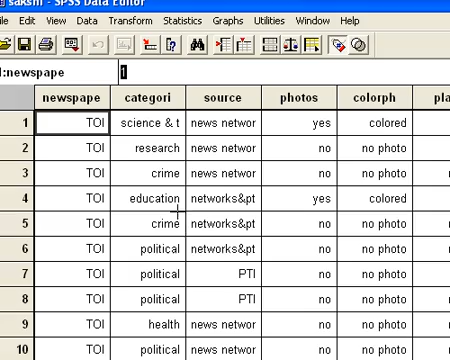 sakshi - SPSS Data Editor
File Edit View Data Transform Statistics Graphs Utilities Window Help
:newspape 1
newspape categori source photos colorph
1 TOI science & t news networ yes colored
2 TOI research news networ no no photo
3 TOI crime news networ no no photo
4 TOI education networks&pt yes colored
5 TOI crime networks&pt no no photo
6 TOI political networks&pt no no photo
7 TOI political PTI no no photo
8 TOI political PTI no no photo
9 TOI health news networ no no photo
10 TOI political news networ no no photo